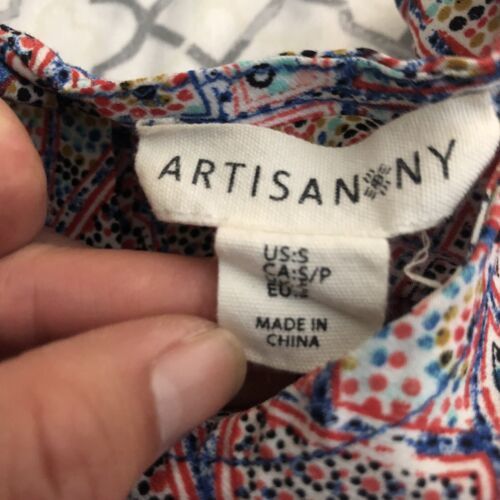 ARTISAN NY
US:S
CA:S/P
EU:
MADE IN
CHINA